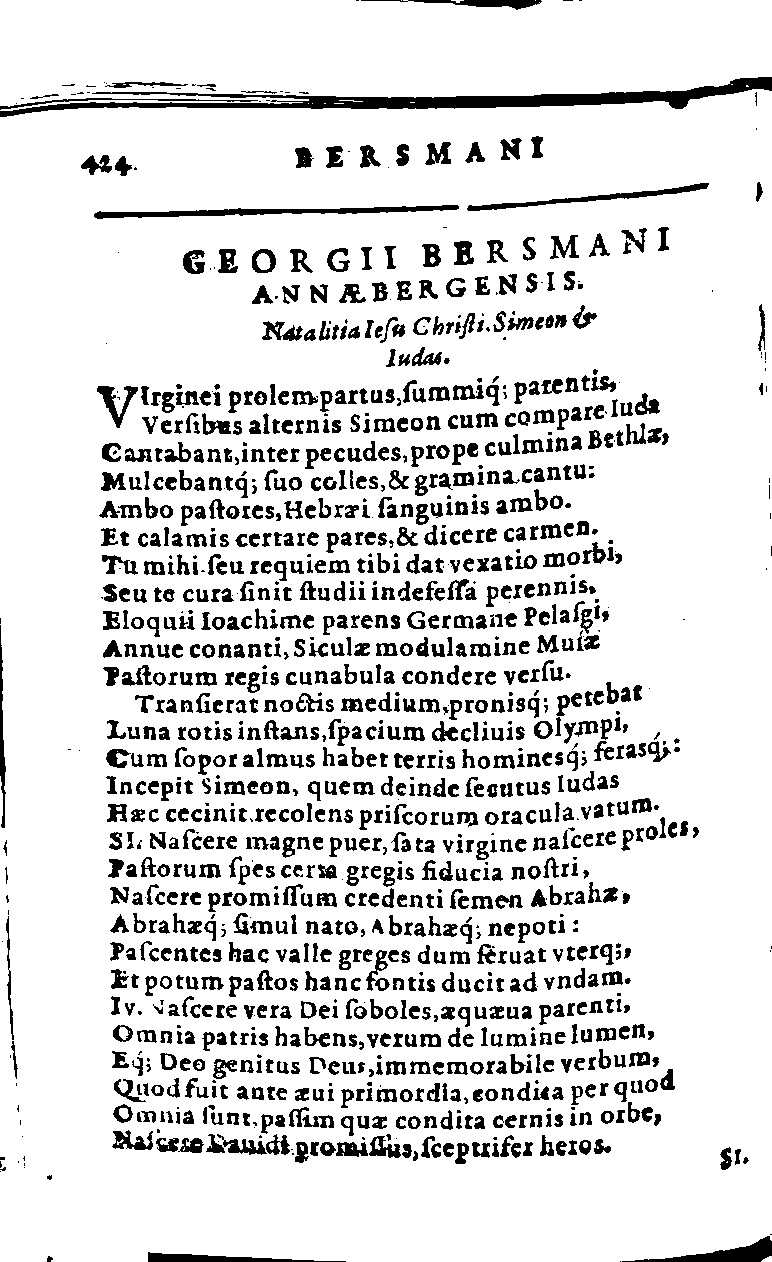 424. BERSMANI
GEORGII BERSMANI
ANNÆBERGENSIS.
Natalitia Iesu Christi. Simeon &
Iudas.
VIrginei prolem partus, ſummiq́; parentis,
Verſibus alternis Simeon cum compare Iuda
Cantabant, inter pecudes, prope culmina Bethlæ,
Mulcebantq́; ſuo colles, & gramina cantu:
Ambo paſtores, Hebræi ſanguinis ambo.
Et calamis certare pares, & dicere carmen.
Tu mihi ſeu requiem tibi dat vexatio morbi,
Seu te cura ſinit ſtudii indefeſſa perennis,
Eloquii Ioachime parens Germane Pelaſgi,
Annue conanti, Siculæ modulamine Muſæ
Paſtorum regis cunabula condere verſu.
Tranſierat noctis medium, pronisq́; petebat
Luna rotis inſtans, ſpacium decliuis Olympi,
Cum ſopor almus habet terris hominesq́; ferasq́;:
Incepit Simeon, quem deinde ſecutus Iudas
Hæc cecinit recolens priſcorum oracula vatum.
SI. Naſcere magne puer, ſata virgine naſcere proles,
Paſtorum ſpes certa gregis fiducia noſtri,
Naſcere promiſſum credenti ſemen Abrahæ,
Abrahæq́; ſimul nato, Abrahæq́; nepoti:
Paſcentes hac valle greges dum ſeruat vterq;,
Et potum paſtos hanc fontis ducit ad vndam.
Iv. Naſcere vera Dei ſoboles, æquæua parenti,
Omnia patris habens, verum de lumine lumen,
Eq́; Deo genitus Deus, immemorabile verbum,
Quod fuit ante æui primordia, condita per quod
Omnia ſunt, paſſim quæ condita cernis in orbe,
Naſcere Dauidi promiſſus, ſceptrifer heros.
SI.